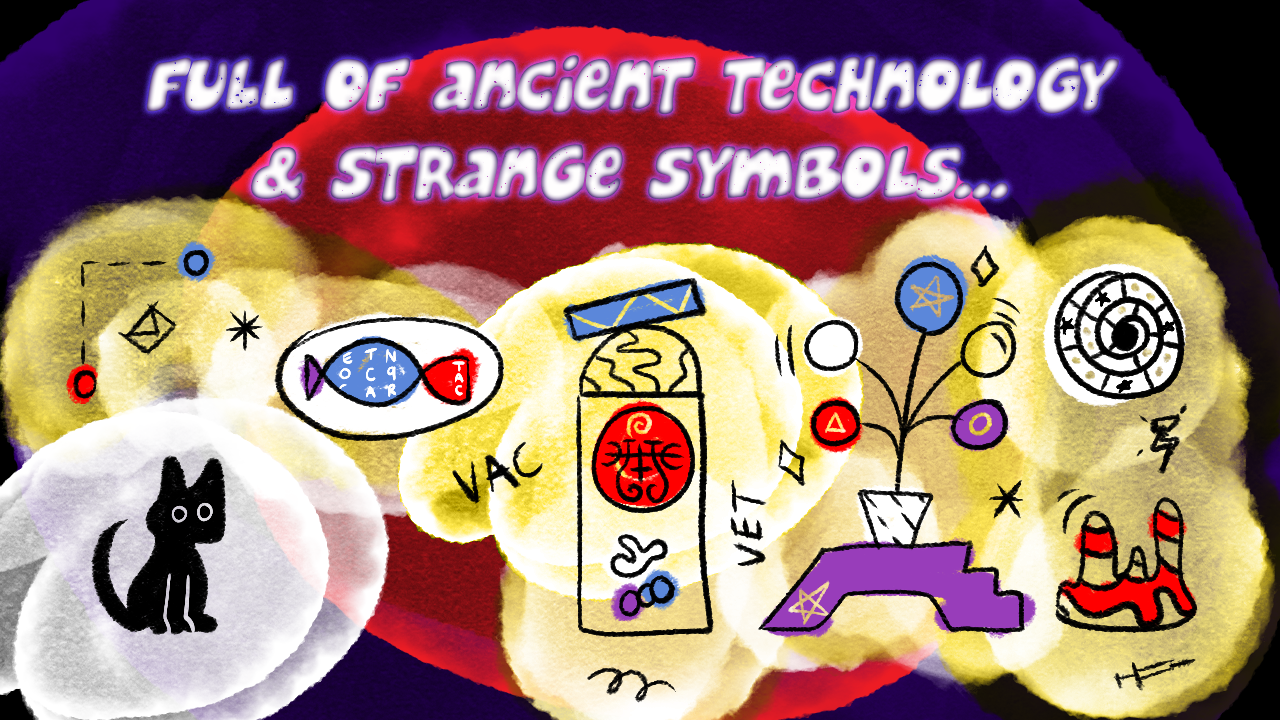 FULL OF ANCIENT TECHNOLOGY
& STRANGE SYMBOLS...
TAC
VAC
VET